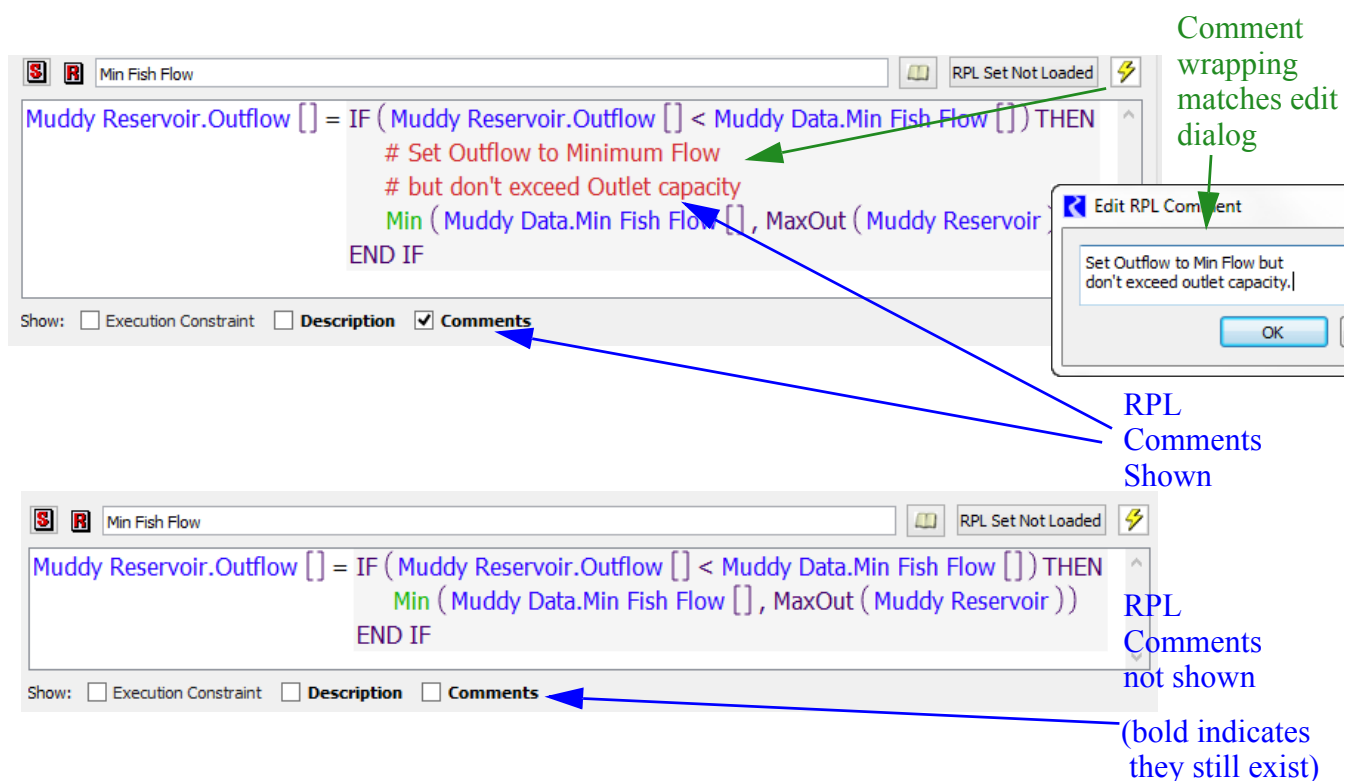 Comment
wrapping
matches edit
dialog
S R Min Fish Flow RPL Set Not Loaded
Muddy Reservoir.Outflow [] = IF ( Muddy Reservoir.Outflow [] < Muddy Data.Min Fish Flow [] ) THEN
# Set Outflow to Minimum Flow
# but don't exceed Outlet capacity
Min ( Muddy Data.Min Fish Flow [] , MaxOut ( Muddy Reservoir )
END IF
Show: Execution Constraint Description Comments
Edit RPL Comment
Set Outflow to Min Flow but
don't exceed outlet capacity.
OK
RPL
Comments
Shown
S R Min Fish Flow RPL Set Not Loaded
Muddy Reservoir.Outflow [] = IF ( Muddy Reservoir.Outflow [] < Muddy Data.Min Fish Flow [] ) THEN
Min ( Muddy Data.Min Fish Flow [] , MaxOut ( Muddy Reservoir ) )
END IF
Show: Execution Constraint Description Comments
RPL
Comments
not shown
(bold indicates
they still exist)